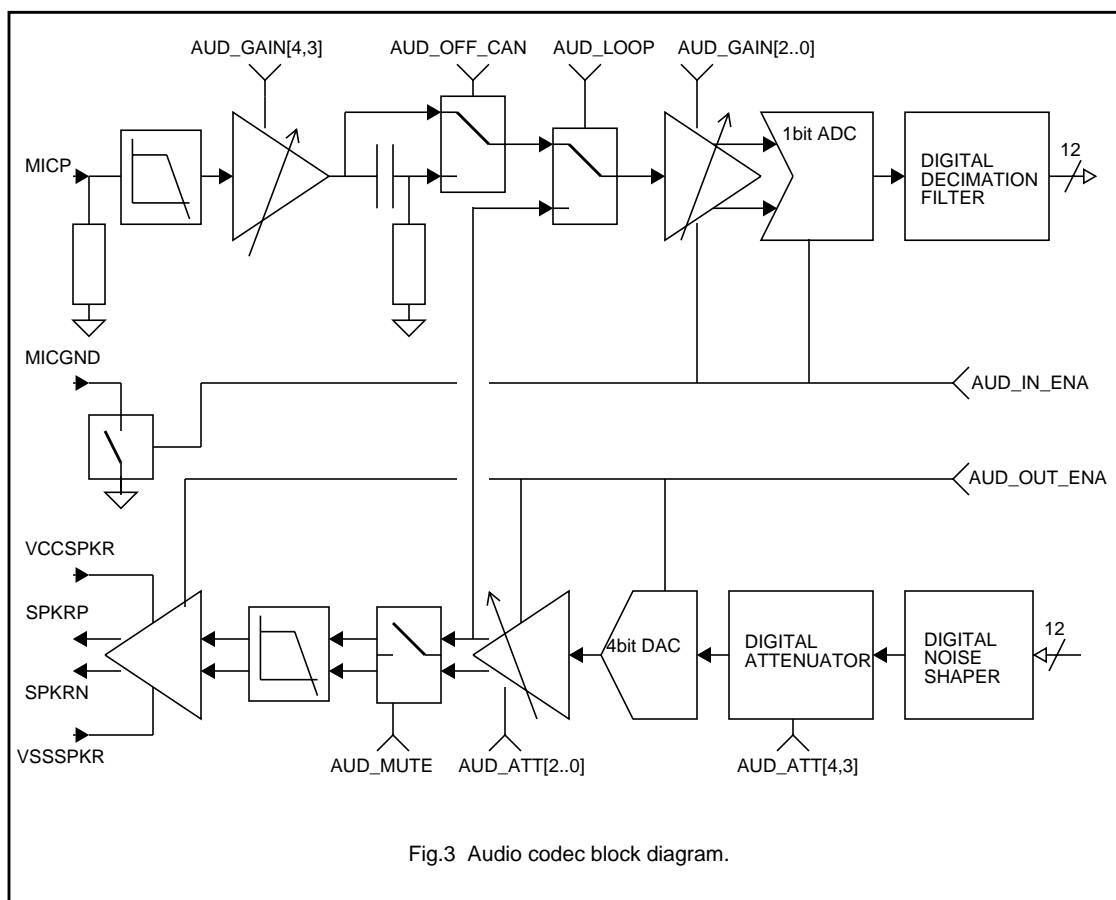 AUD_GAIN[4,3]
AUD_OFF_CAN
AUD_LOOP
AUD_GAIN[2..0]
MICP
1bit ADC
DIGITAL
DECIMATION
FILTER
12
MICGND
AUD_IN_ENA
AUD_OUT_ENA
VCCSPKR
SPKRP
SPKRN
VSSSPKR
4bit DAC
DIGITAL
ATTENUATOR
DIGITAL
NOISE
SHAPER
12
AUD_MUTE
AUD_ATT[2..0]
AUD_ATT[4,3]
Fig.3 Audio codec block diagram.